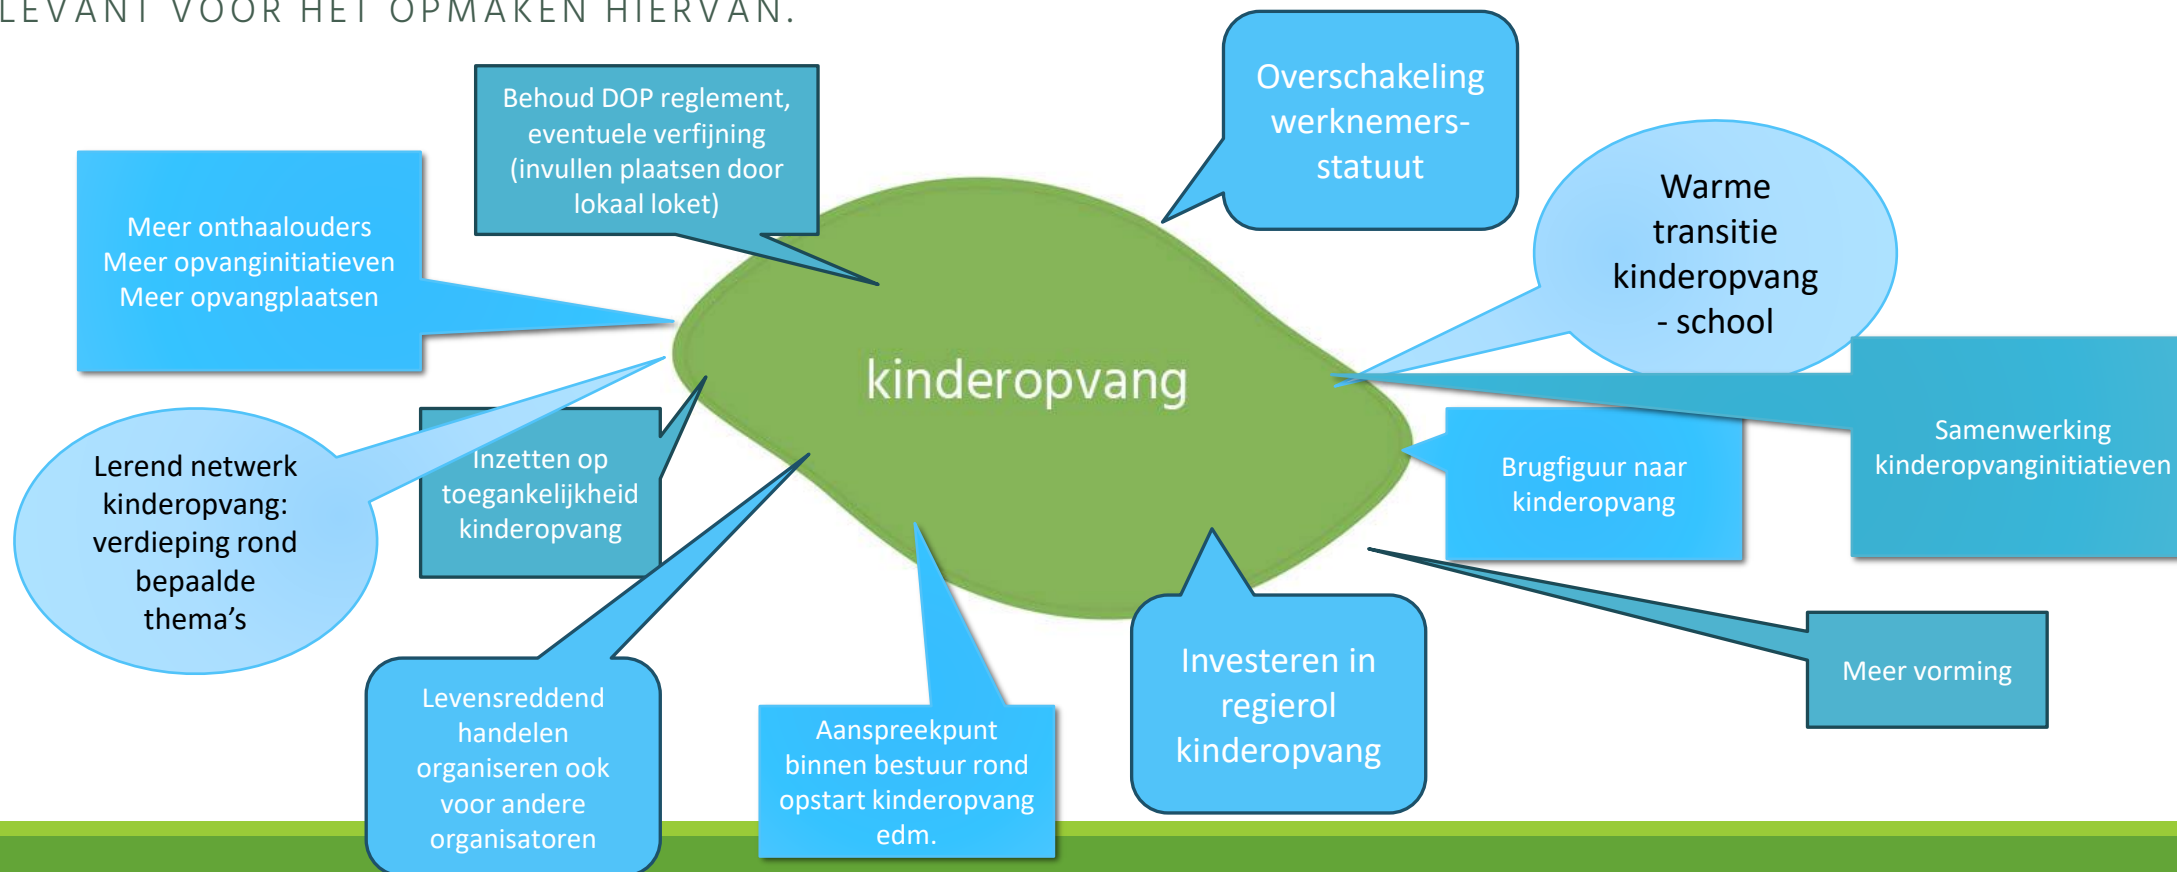 LEVANT VOOR HET OPMAKEN HIERVAN.
Behoud DOP reglement,
eventuele verfijning
(invullen plaatsen door
lokaal loket)
Overschakeling
werknemers-
statuut
Meer onthaalouders
Meer opvanginitiatieven
Meer opvangplaatsen
Warme
transitie
kinderopvang
- school
kinderopvang
Lerend netwerk
kinderopvang:
verdieping rond
bepaalde
thema's
Inzetten op
toegankelijkheid
kinderopvang
Brugfiguur naar
kinderopvang
Samenwerking
kinderopvanginitiatieven
Levensreddend
handelen
organiseren ook
voor andere
organisatoren
Aanspreekpunt
binnen bestuur rond
opstart kinderopvang
edm.
Investeren in
regierol
kinderopvang
Meer vorming